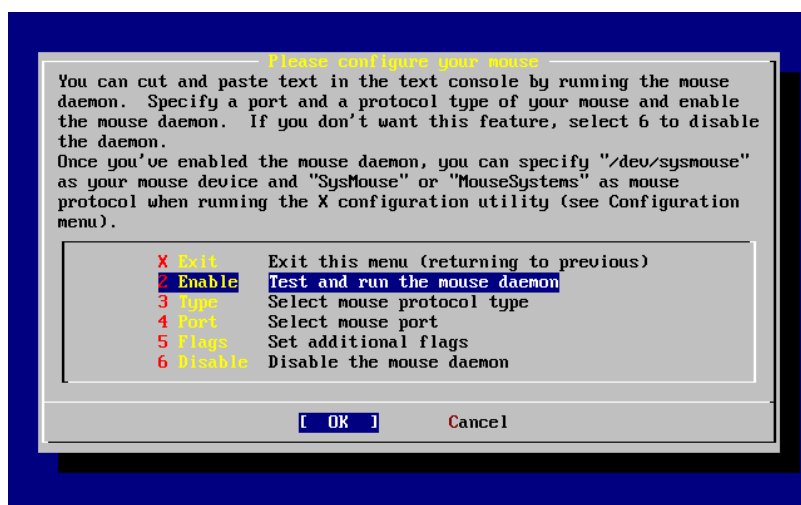 Please configure your mouse
You can cut and paste text in the text console by running the mouse
daemon.  Specify a port and a protocol type of your mouse and enable
the mouse daemon.  If you don't want this feature, select 6 to disable
the daemon.
Once you've enabled the mouse daemon, you can specify "/dev/sysmouse"
as your mouse device and "SysMouse" or "MouseSystems" as mouse
protocol when running the X configuration utility (see Configuration
menu).
X Exit Exit this menu (returning to previous)
2 Enable Test and run the mouse daemon
3 Type Select mouse protocol type
4 Port Select mouse port
5 Flags Set additional flags
6 Disable Disable the mouse daemon
[ OK ] Cancel